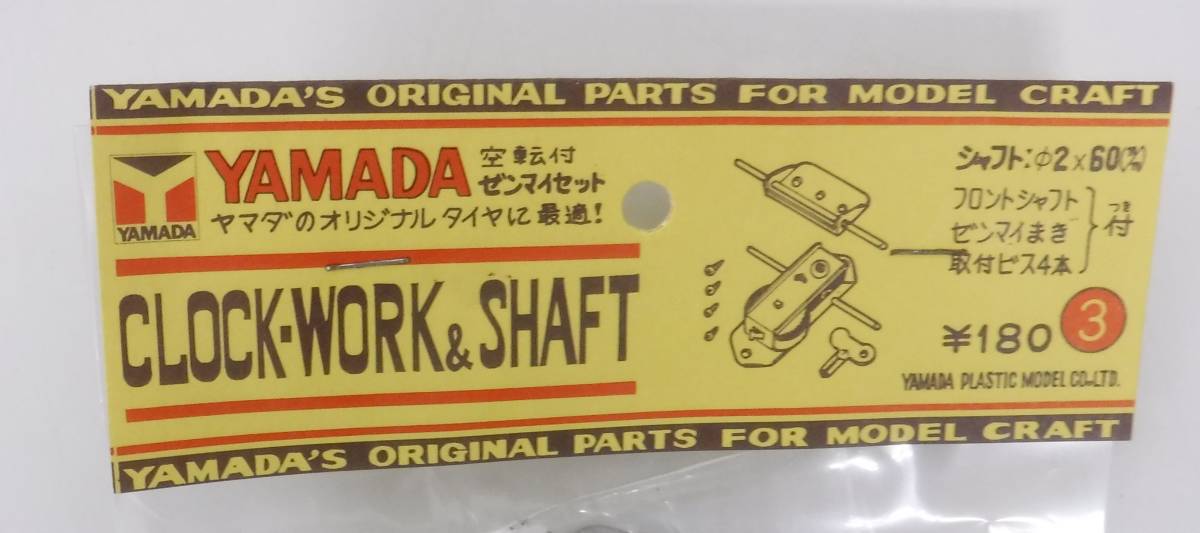 YAMADA'S ORIGINAL PARTS FOR MODEL CRAFT
YAMADA
YAMADA
空転付
ゼンマイセット
ヤマダのオリジナルタイヤに最適!
CLOCK-WORK & SHAFT
シャフト:φ2×60(㎜)
フロントシャフト
ゼンマイまき
取付ビス4本
つき
付
¥180
3
YAMADA PLASTIC MODEL CO.,LTD.
YAMADA'S ORIGINAL PARTS FOR MODEL CRAFT